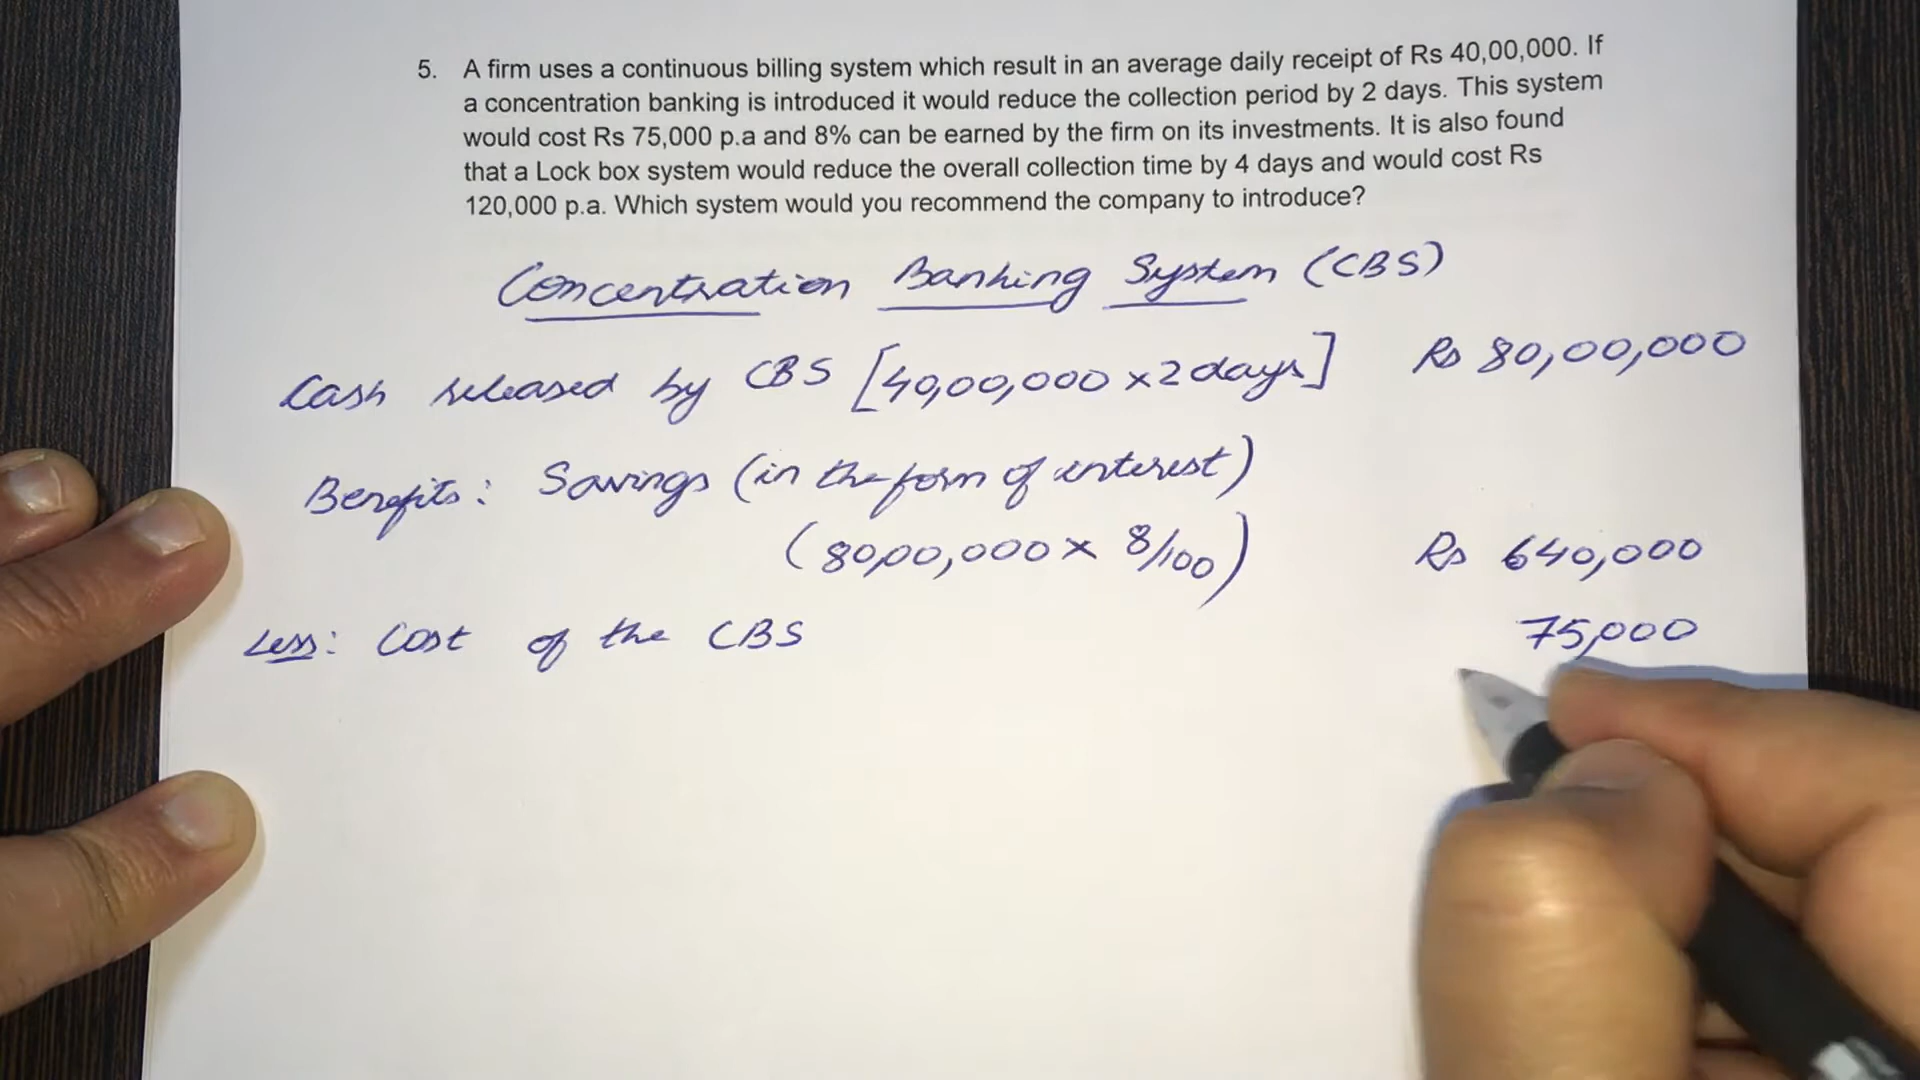 5. A firm uses a continuous billing system which result in an average daily receipt of Rs 40,00,000. If
a concentration banking is introduced it would reduce the collection period by 2 days. This system
would cost Rs 75,000 p.a and 8% can be earned by the firm on its investments. It is also found
that a Lock box system would reduce the overall collection time by 4 days and would cost Rs
120,000 p.a. Which system would you recommend the company to introduce?
Concentration Banking System (CBS)
Cash released by CBS [40,00,000 x 2 days] Rs 80,00,000
Benefits: Savings (in the form of interest)
(80,00,000 x 8/100) Rs 640,000
Less: Cost of the CBS 75,000